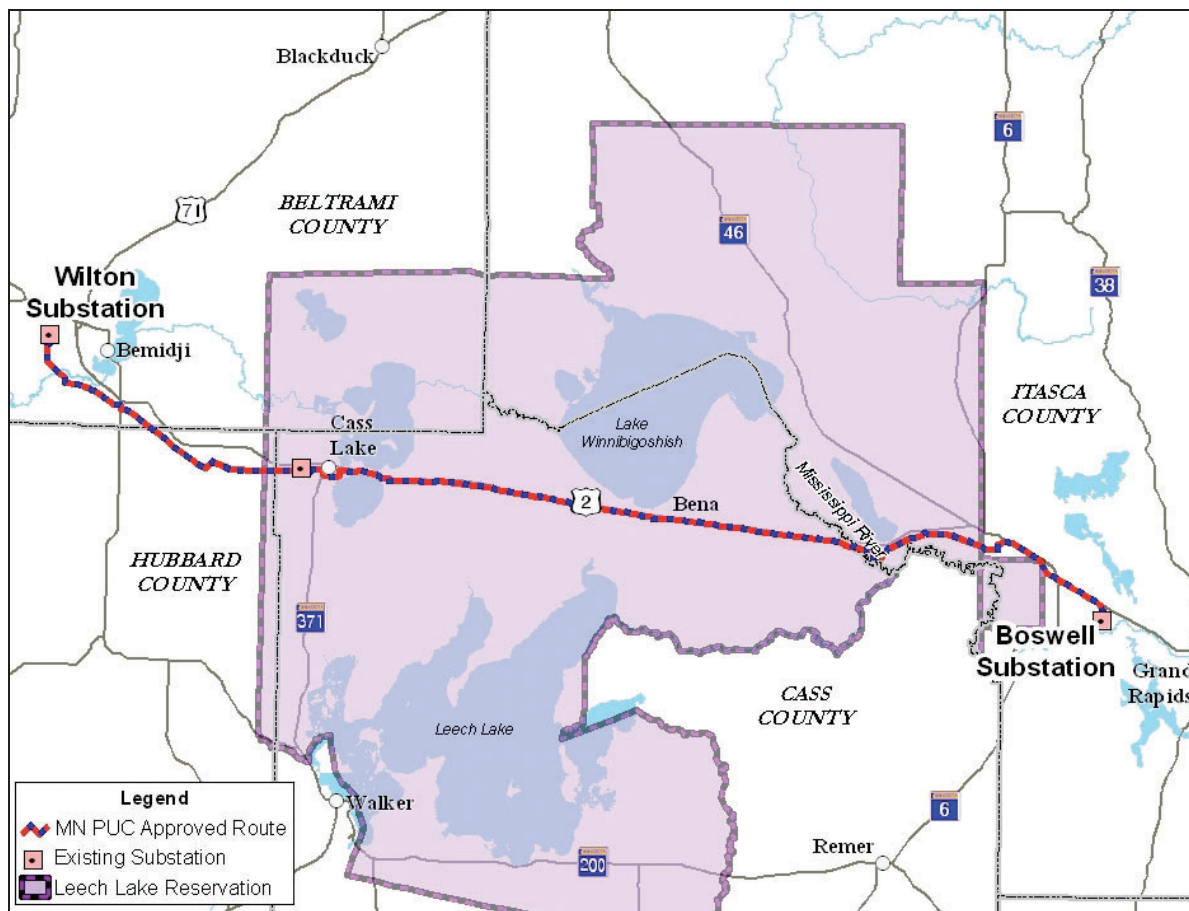 Blackduck
6
71
BELTRAMI
COUNTY
46
Wilton
Substation
38
Bemidji
ITASCA
COUNTY
Cass
Lake
Lake
Winnibigoshish
2
Bena
Mississippi River
HUBBARD
COUNTY
371
Boswell
Substation
Grand
Rapids
CASS
COUNTY
Leech Lake
Legend
MN PUC Approved Route
Existing Substation
Leech Lake Reservation
Walker
6
Remer
200